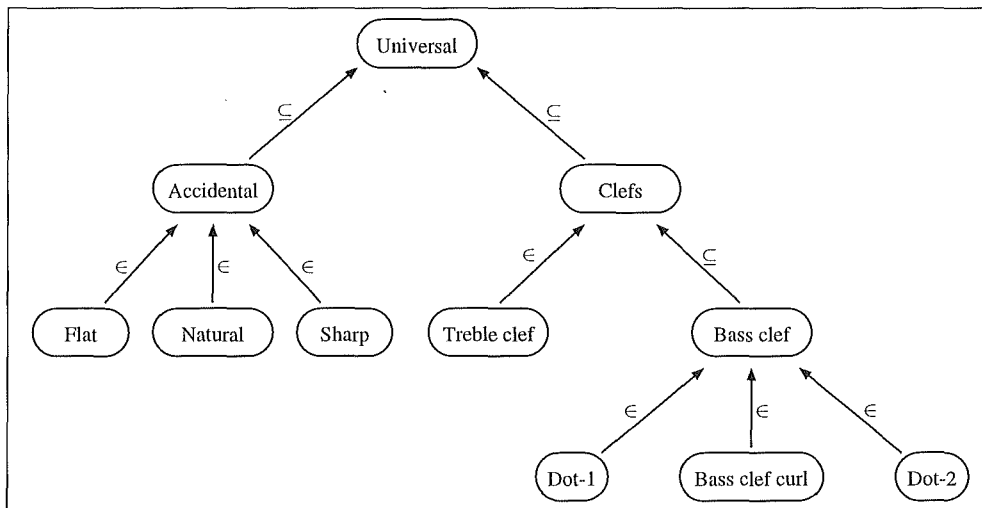 Universal
⊆ ⊆
Accidental Clefs
∈ ∈ ∈ ∈ ⊆
Flat Natural Sharp Treble clef Bass clef
∈ ∈ ∈
Dot-1 Bass clef curl Dot-2